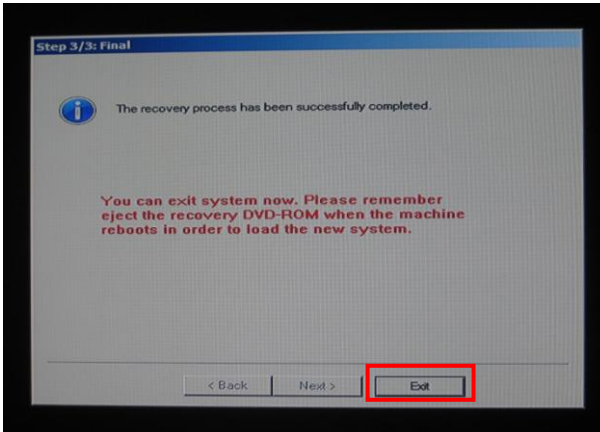 Step 3/3: Final
The recovery process has been successfully completed.
You can exit system now. Please remember
eject the recovery DVD-ROM when the machine
reboots in order to load the new system.
< Back
Next >
Exit